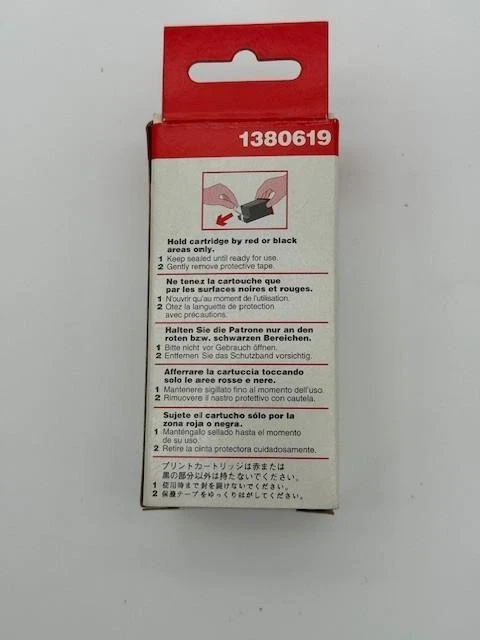 1380619
Hold cartridge by red or black
areas only.
1 Keep sealed until ready for use.
2 Gently remove protective tape.
Ne tenez la cartouche que
par les surfaces noires et rouges.
1 N'ouvrir qu'au moment de l'utilisation.
2 Otez la languette de protection
avec précautions.
Halten Sie die Patrone nur an den
roten bzw. schwarzen Bereichen.
1 Bitte nicht vor Gebrauch öffnen.
2 Entfernen Sie das Schutzband vorsichtig.
Afferrare la cartuccia toccando
solo le aree rosse e nere.
1 Mantenere sigillato fino al momento dell'uso.
2 Rimuovere il nastro protettivo con cautela.
Sujete el cartucho sólo por la
zona roja o negra.
1 Manténgalo sellado hasta el momento
de su uso.
2 Retire la cinta protectora cuidadosamente.
プリントカートリッジは赤または
黒の部分以外は持たないでください。
1 使用時まで封を開けないでください。
2 保護テープをゆっくりはがしてください。